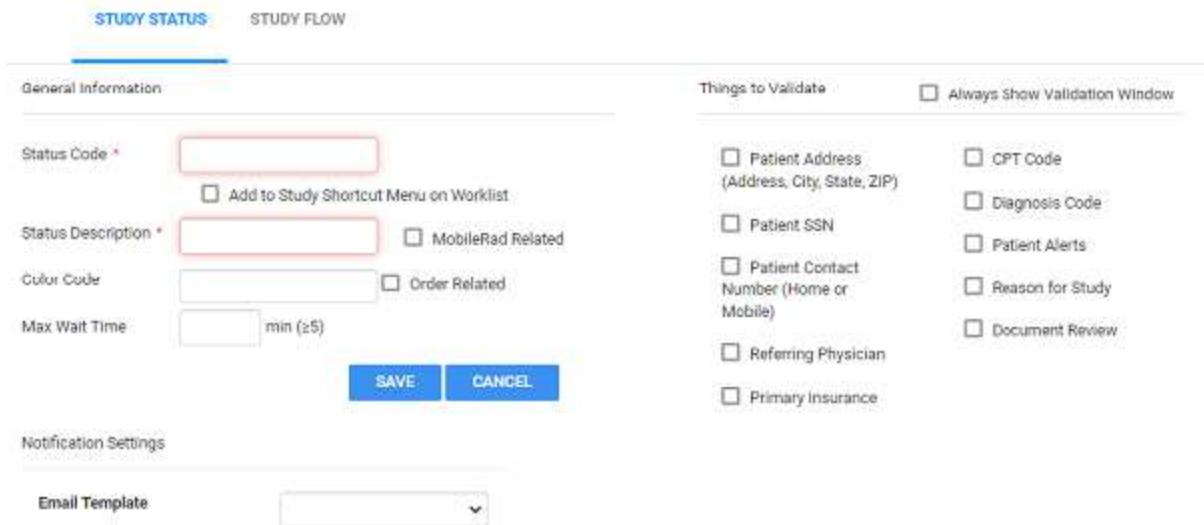 STUDY STATUS STUDY FLOW
General Information
Status Code *
Add to Study Shortcut Menu on Worklist
Status Description *
MobileRad Related
Color Code
Order Related
Max Wait Time
min (≥5)
SAVE CANCEL
Notification Settings
Email Template
Things to Validate
Always Show Validation Window
Patient Address
(Address, City, State, ZIP)
Patient SSN
Patient Contact
Number (Home or
Mobile)
Referring Physician
Primary Insurance
CPT Code
Diagnosis Code
Patient Alerts
Reason for Study
Document Review